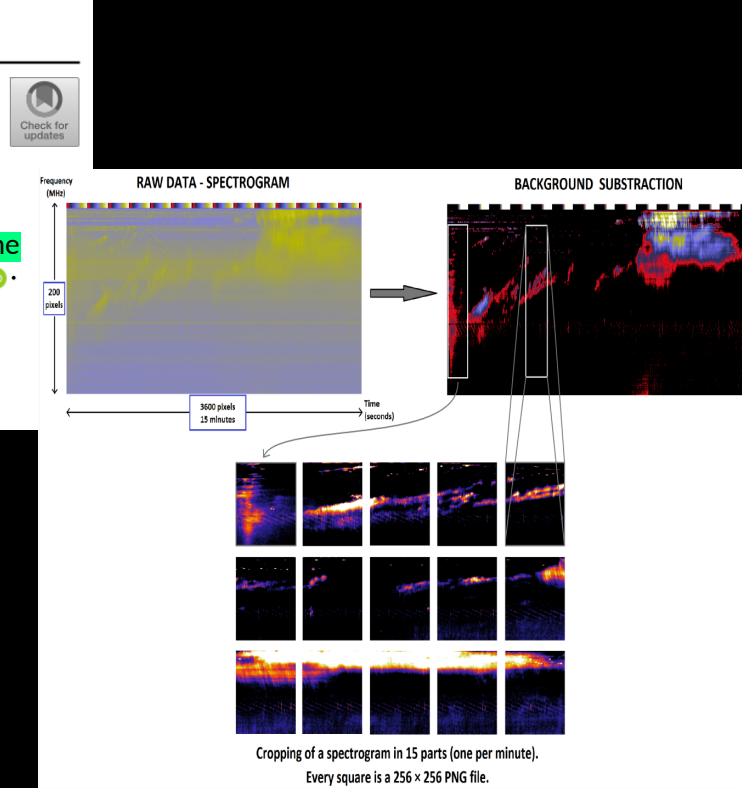 Check for
updates
ne
Frequency
(MHz)
RAW DATA - SPECTROGRAM
BACKGROUND SUBSTRACTION
200
pixels
3600 pixels
15 minutes
Time
(seconds)
Cropping of a spectrogram in 15 parts (one per minute).
Every square is a 256 × 256 PNG file.